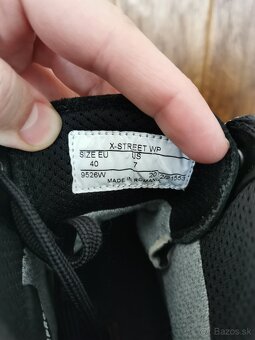 X-STREET WP
SIZE EU US
40 7
9526W
MADE IN ROMANIA
Bazos.sk